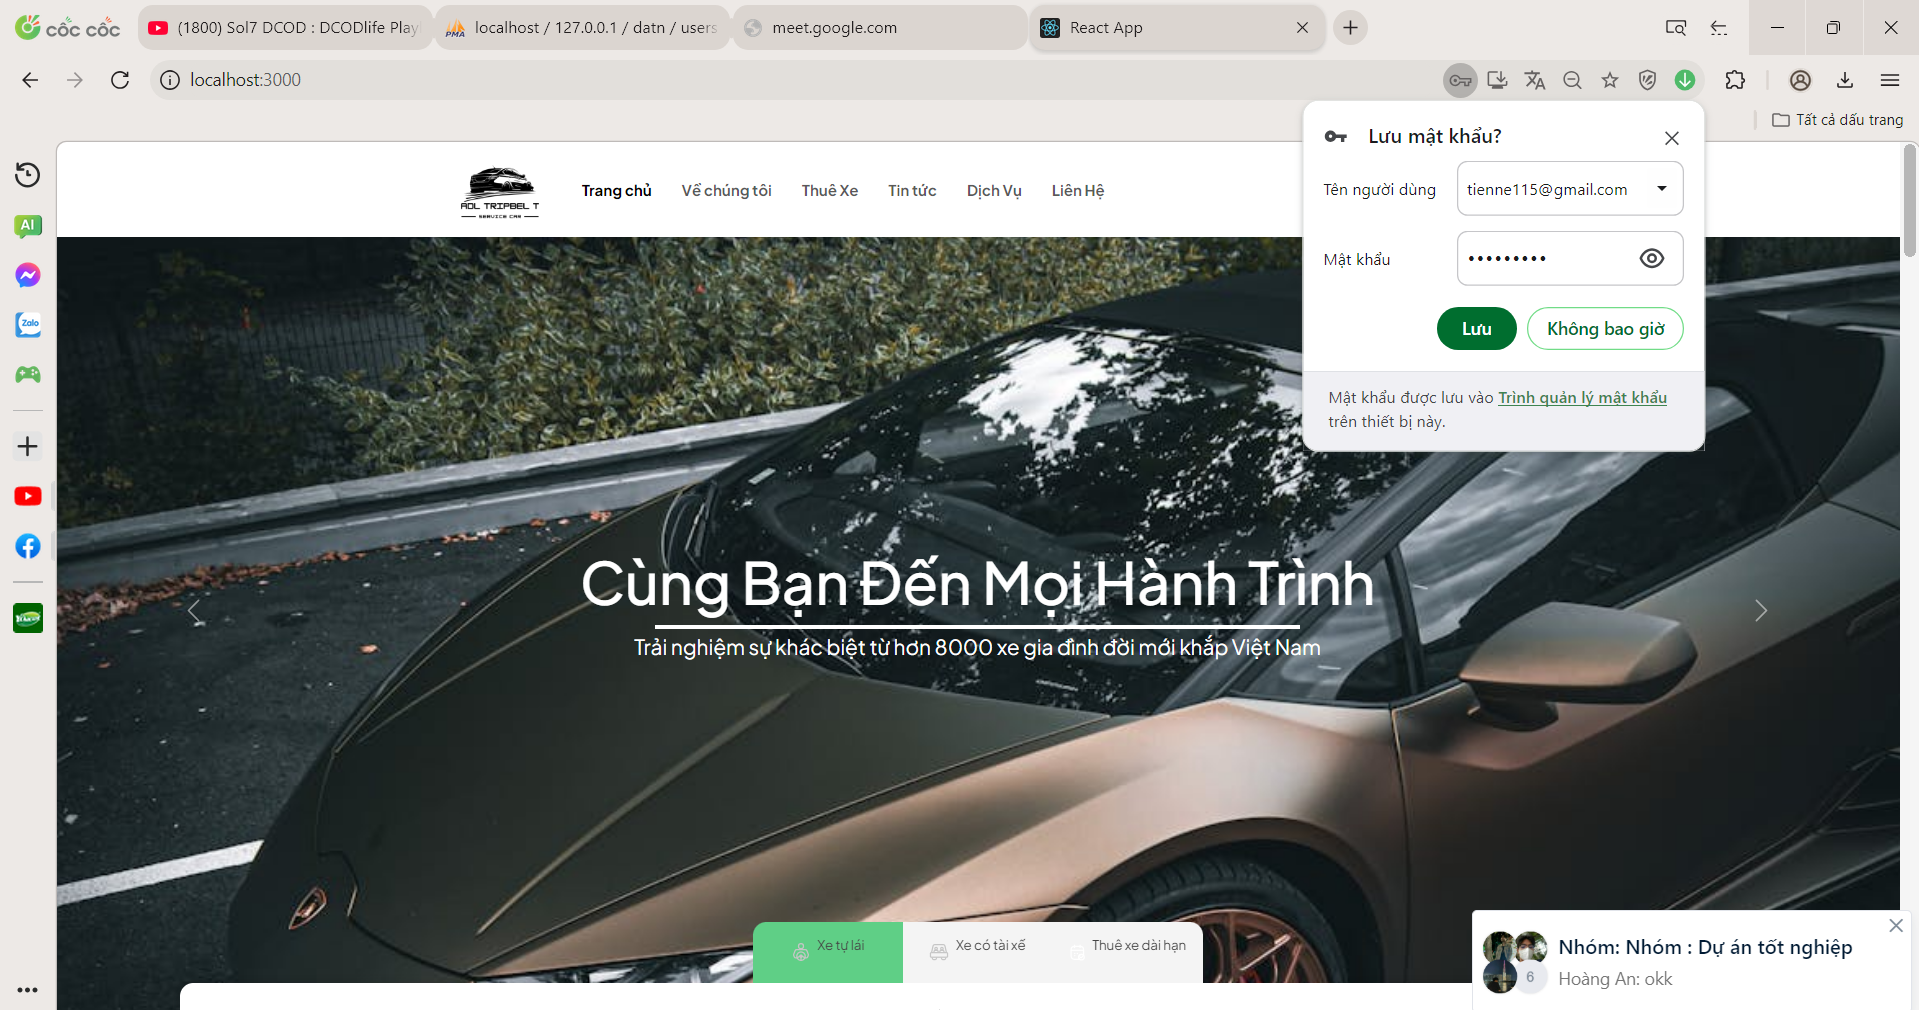 cốc cốc
(1800) Sol7 DCOD : DCODlife Play
localhost / 127.0.0.1 / datn / users
meet.google.com
React App
localhost:3000
Tất cả dấu trang
Lưu mật khẩu?
Tên người dùng
tienne115@gmail.com
Mật khẩu
•••••••••
Lưu
Không bao giờ
Mật khẩu được lưu vào Trình quản lý mật khẩu
trên thiết bị này.
AI
Zalo
PMA
ADL TRIPBEL T
SERVICE CAR
Trang chủ
Về chúng tôi
Thuê Xe
Tin tức
Dịch Vụ
Liên Hệ
Cùng Bạn Đến Mọi Hành Trình
Trải nghiệm sự khác biệt từ hơn 8000 xe gia đình đời mới khắp Việt Nam
Xe tự lái
Xe có tài xế
Thuê xe dài hạn
Nhóm: Nhóm : Dự án tốt nghiệp
6
Hoàng An: okk